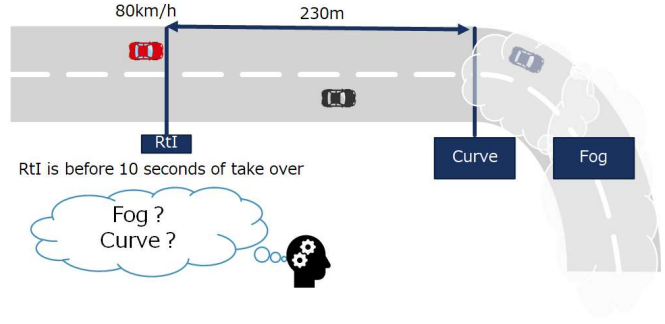 80km/h
230m
RtI
Curve
Fog
RtI is before 10 seconds of take over
Fog ?
Curve ?